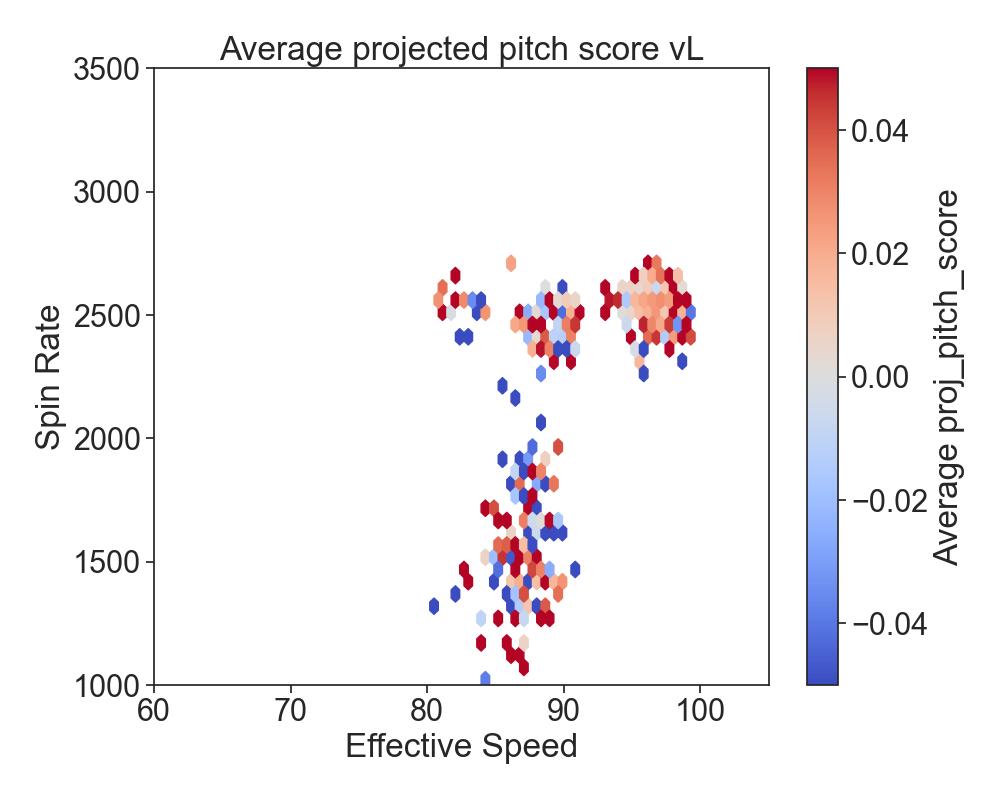 Average projected pitch score vL
3500
3000
2500
2000
1500
1000
Spin Rate
60 70 80 90 100
Effective Speed
0.04
0.02
0.00
−0.02
−0.04
Average proj_pitch_score